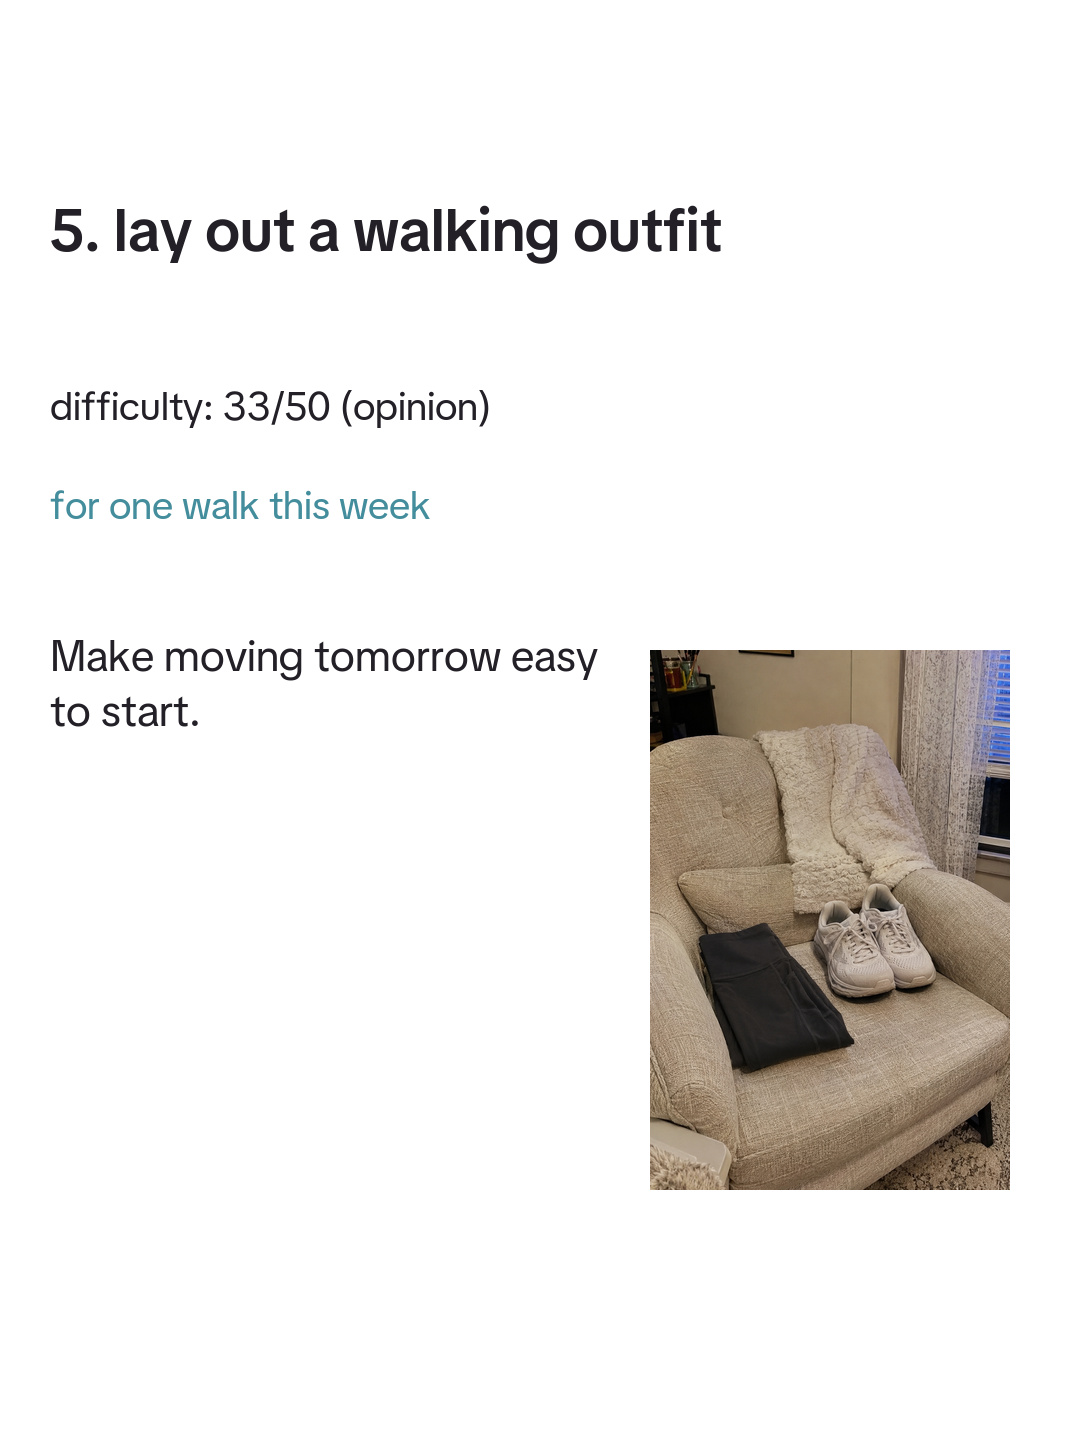 5. lay out a walking outfit
difficulty: 33/50 (opinion)
for one walk this week
Make moving tomorrow easy
to start.